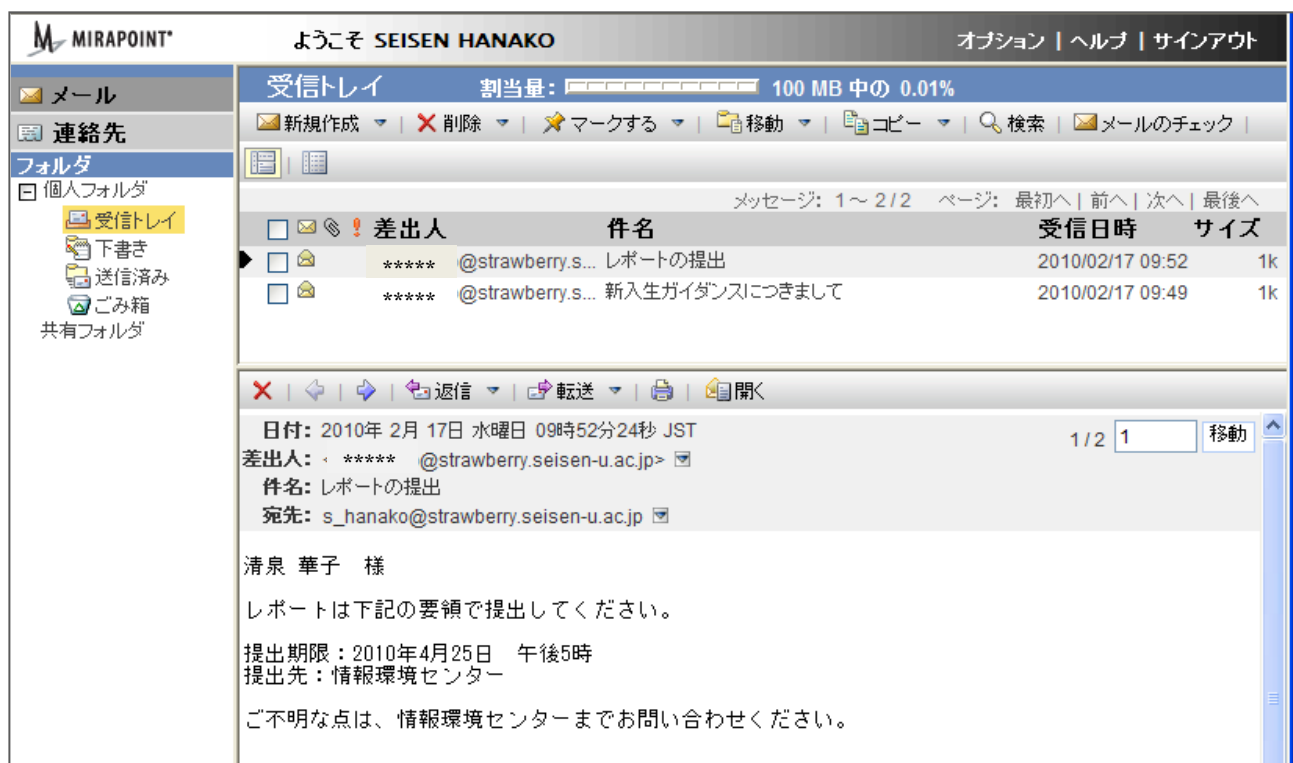 MIRAPOINT
ようこそ SEISEN HANAKO
オプション | ヘルプ | サインアウト
メール
連絡先
フォルダ
個人フォルダ
受信トレイ
下書き
送信済み
ごみ箱
共有フォルダ
受信トレイ 割当量: 100 MB 中の 0.01%
新規作成 | 削除 | マークする | 移動 | コピー | 検索 | メールのチェック |
メッセージ: 1～2/2 ページ: 最初へ | 前へ | 次へ | 最後へ
差出人 件名 受信日時 サイズ
***** @strawberry.s... レポートの提出 2010/02/17 09:52 1k
***** @strawberry.s... 新入生ガイダンスにつきまして 2010/02/17 09:49 1k
返信 | 転送 | 開く
日付: 2010年 2月 17日 水曜日 09時52分24秒 JST
1/2 1 移動
差出人: ***** @strawberry.seisen-u.ac.jp>
件名: レポートの提出
宛先: s_hanako@strawberry.seisen-u.ac.jp
清泉 華子 様
レポートは下記の要領で提出してください。
提出期限：2010年4月25日 午後5時
提出先：情報環境センター
ご不明な点は、情報環境センターまでお問い合わせください。